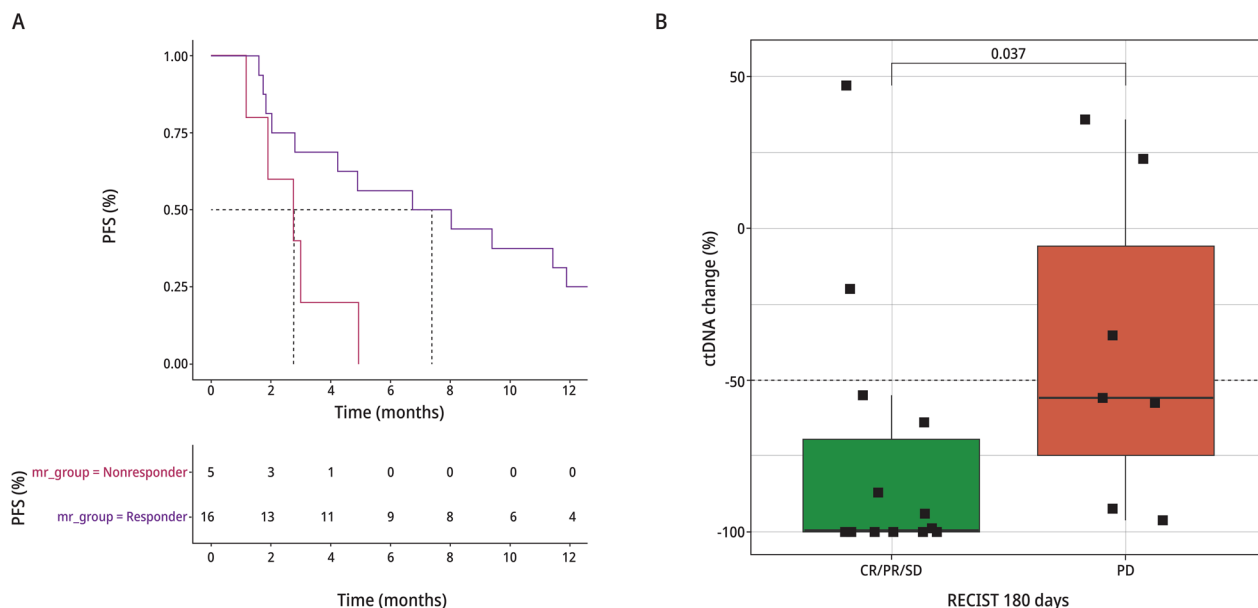 A
PFS (%)
1.00
0.75
0.50
0.25
0.00
0 2 4 6 8 10 12
Time (months)
PFS (%)
mr_group = Nonresponder 5 3 1 0 0 0 0
mr_group = Responder 16 13 11 9 8 6 4
0 2 4 6 8 10 12
Time (months)
B
ctDNA change (%)
0.037
50
0
-50
-100
CR/PR/SD PD
RECIST 180 days